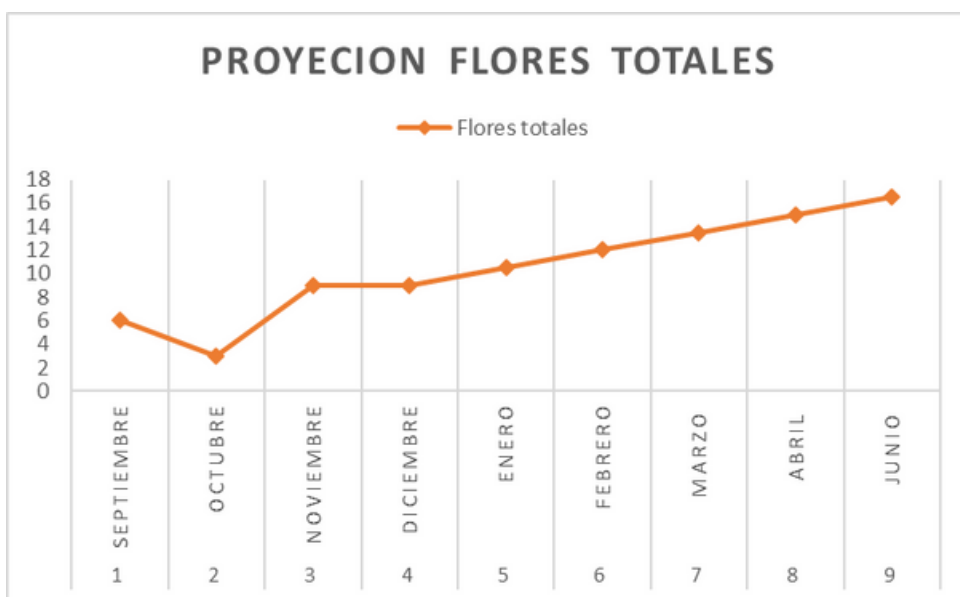 PROYECION FLORES TOTALES
Flores totales
18
16
14
12
10
8
6
4
2
0
SEPTIEMBRE
OCTUBRE
NOVIEMBRE
DICIEMBRE
ENERO
FEBRERO
MARZO
ABRIL
JUNIO
1 2 3 4 5 6 7 8 9